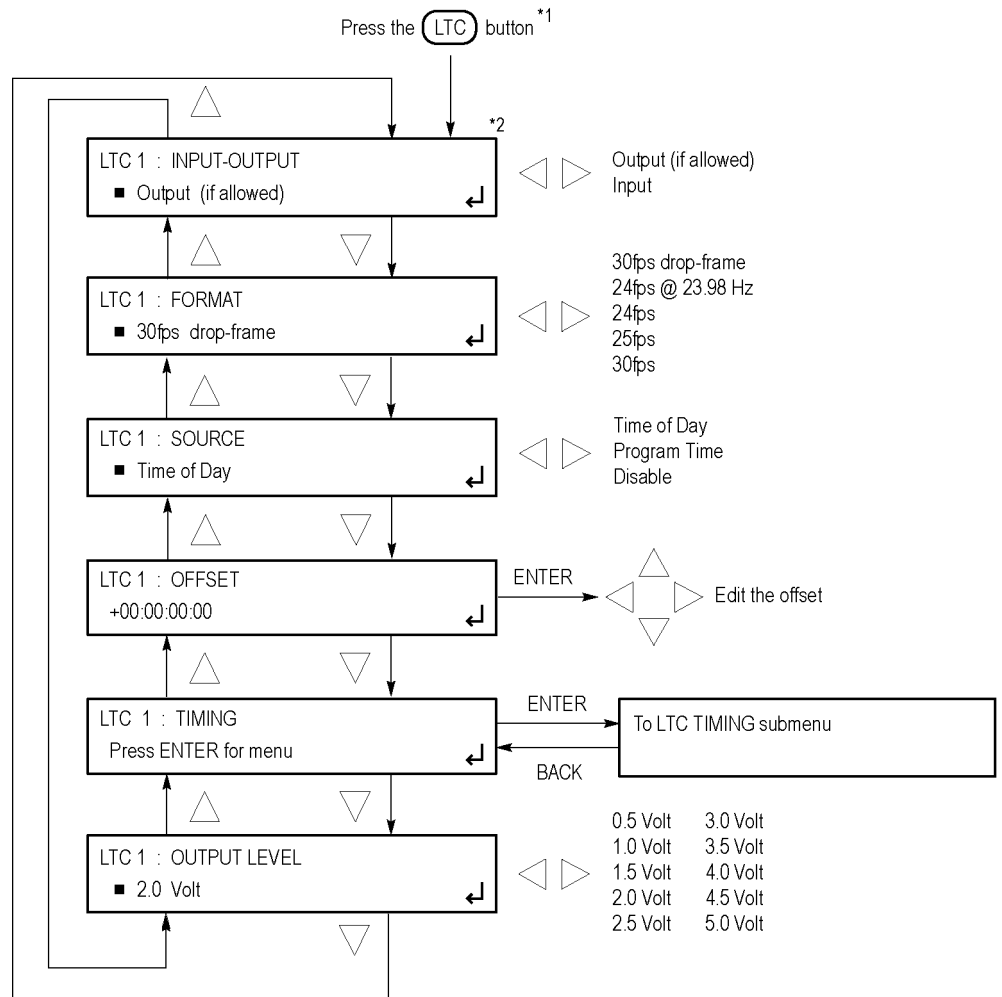 Press the LTC button *1
*2
LTC 1 : INPUT-OUTPUT
■ Output (if allowed)
Output (if allowed)
Input
LTC 1 : FORMAT
■ 30fps drop-frame
30fps drop-frame
24fps @ 23.98 Hz
24fps
25fps
30fps
LTC 1 : SOURCE
■ Time of Day
Time of Day
Program Time
Disable
LTC 1 : OFFSET
+00:00:00:00
ENTER
Edit the offset
LTC 1 : TIMING
Press ENTER for menu
ENTER
BACK
To LTC TIMING submenu
LTC 1 : OUTPUT LEVEL
■ 2.0 Volt
0.5 Volt 3.0 Volt
1.0 Volt 3.5 Volt
1.5 Volt 4.0 Volt
2.0 Volt 4.5 Volt
2.5 Volt 5.0 Volt